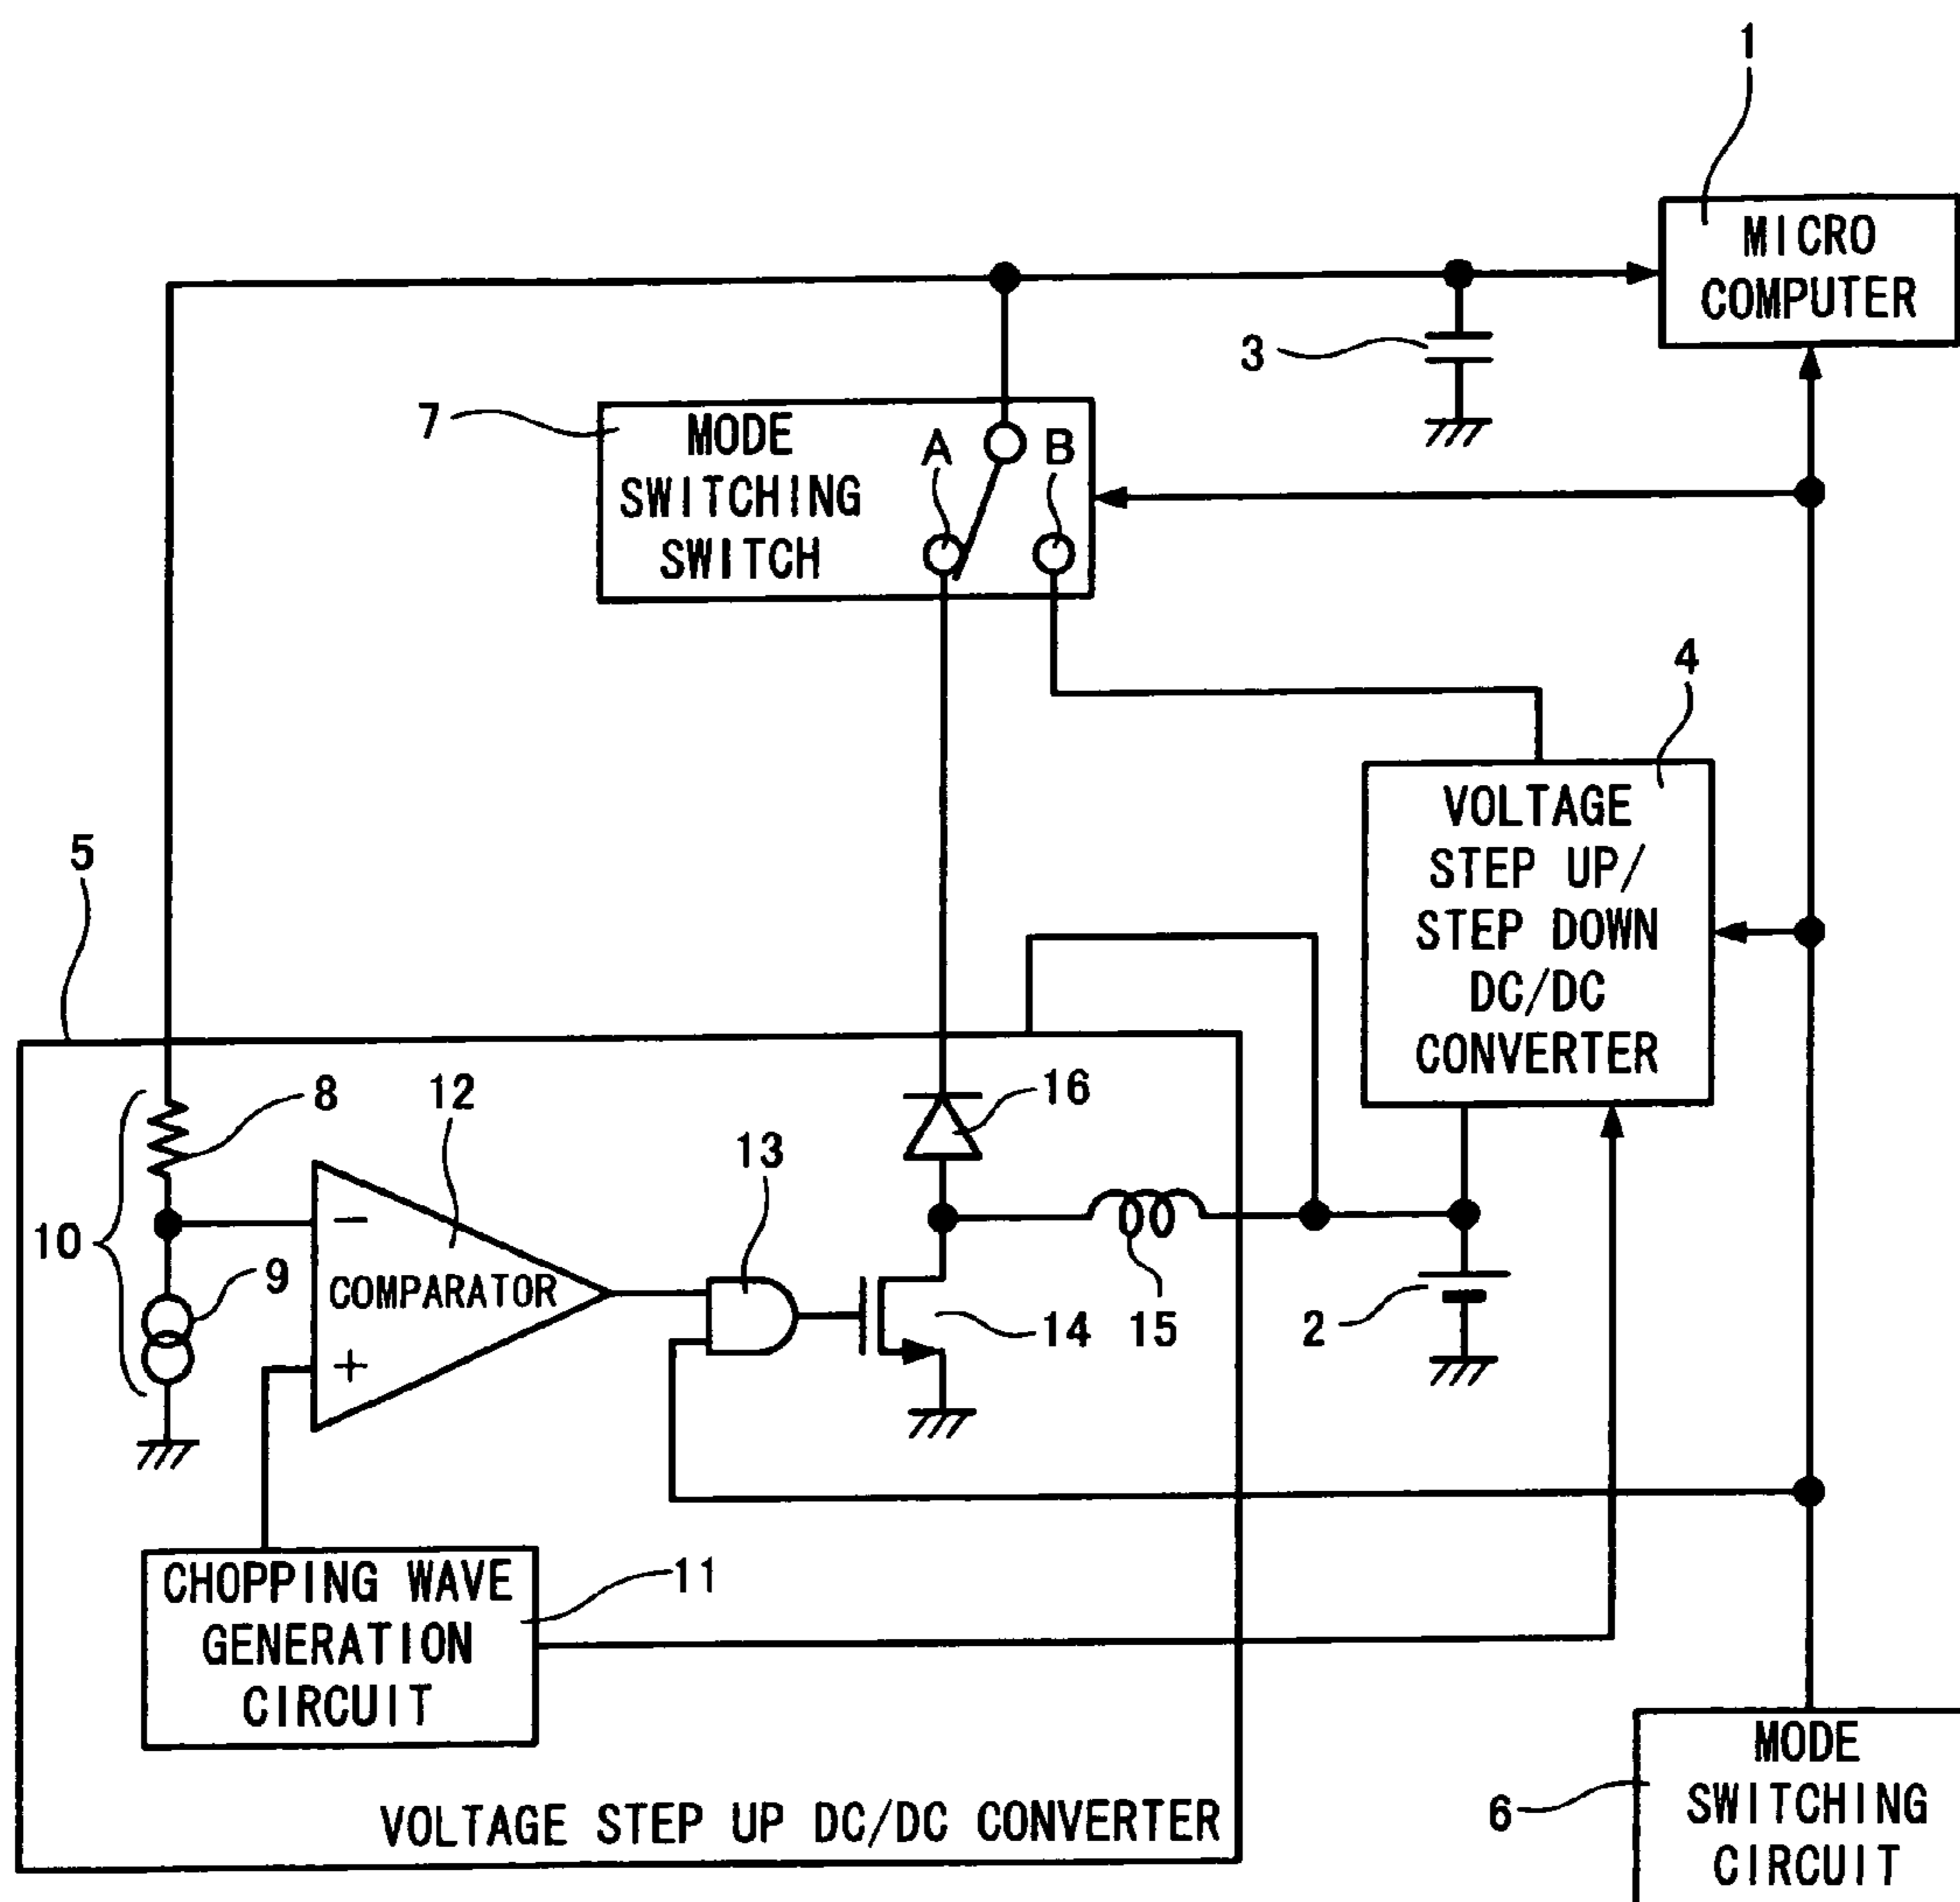 1
MICRO
COMPUTER
3
7
MODE
SWITCHING
SWITCH
A
B
4
VOLTAGE
STEP UP/
STEP DOWN
DC/DC
CONVERTER
5
8
12
16
13
10
9
−
COMPARATOR
+
14
15
2
CHOPPING WAVE
GENERATION
CIRCUIT
11
VOLTAGE STEP UP DC/DC CONVERTER
6
MODE
SWITCHING
CIRCUIT